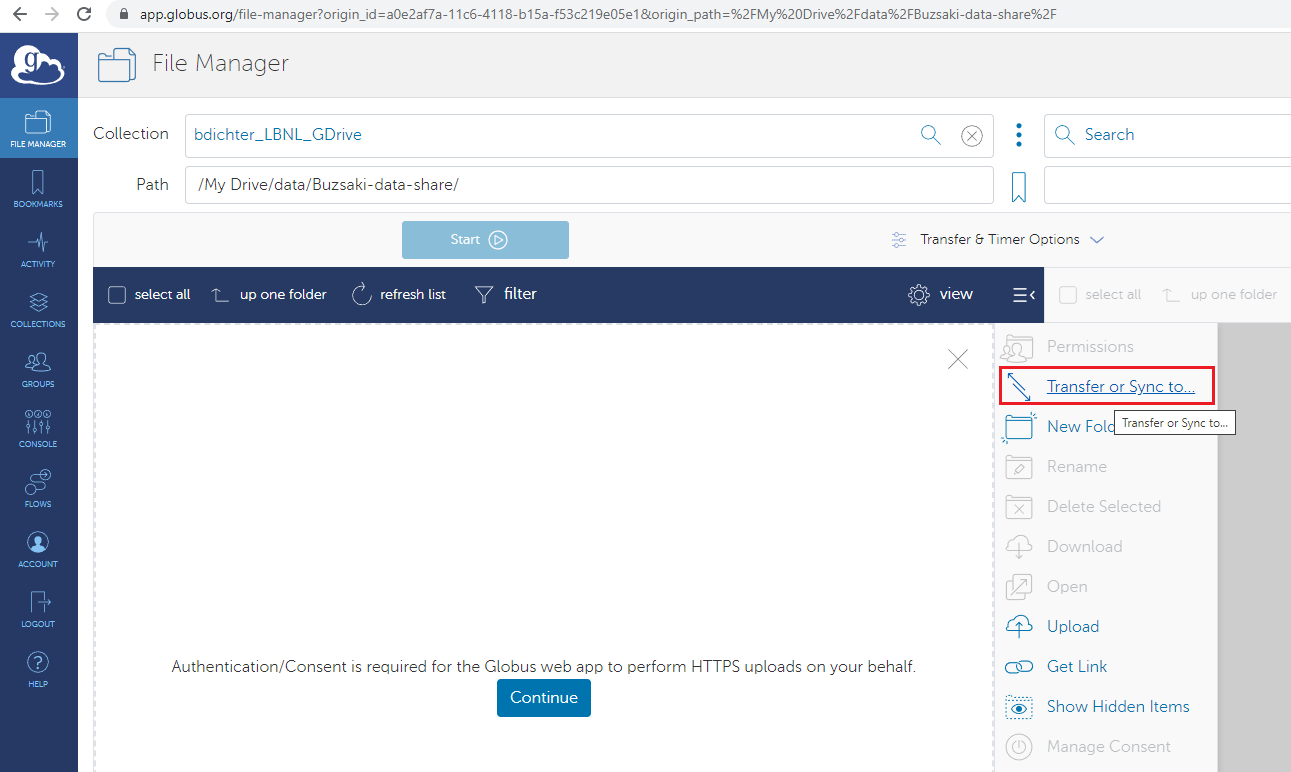 app.globus.org/file-manager?origin_id=a0e2af7a-11c6-4118-b15a-f53c219e05e1&origin_path=%2FMy%20Drive%2Fdata%2FBuzsaki-data-share%2F
g
File Manager
FILE MANAGER
BOOKMARKS
ACTIVITY
COLLECTIONS
GROUPS
CONSOLE
FLOWS
ACCOUNT
LOGOUT
HELP
Collection bdichter_LBNL_GDrive Search
Path /My Drive/data/Buzsaki-data-share/
Start Transfer & Timer Options
select all up one folder refresh list filter view select all up one folder
Permissions
Transfer or Sync to...
New Fold
Transfer or Sync to...
Rename
Delete Selected
Download
Open
Upload
Get Link
Show Hidden Items
Manage Consent
Authentication/Consent is required for the Globus web app to perform HTTPS uploads on your behalf.
Continue